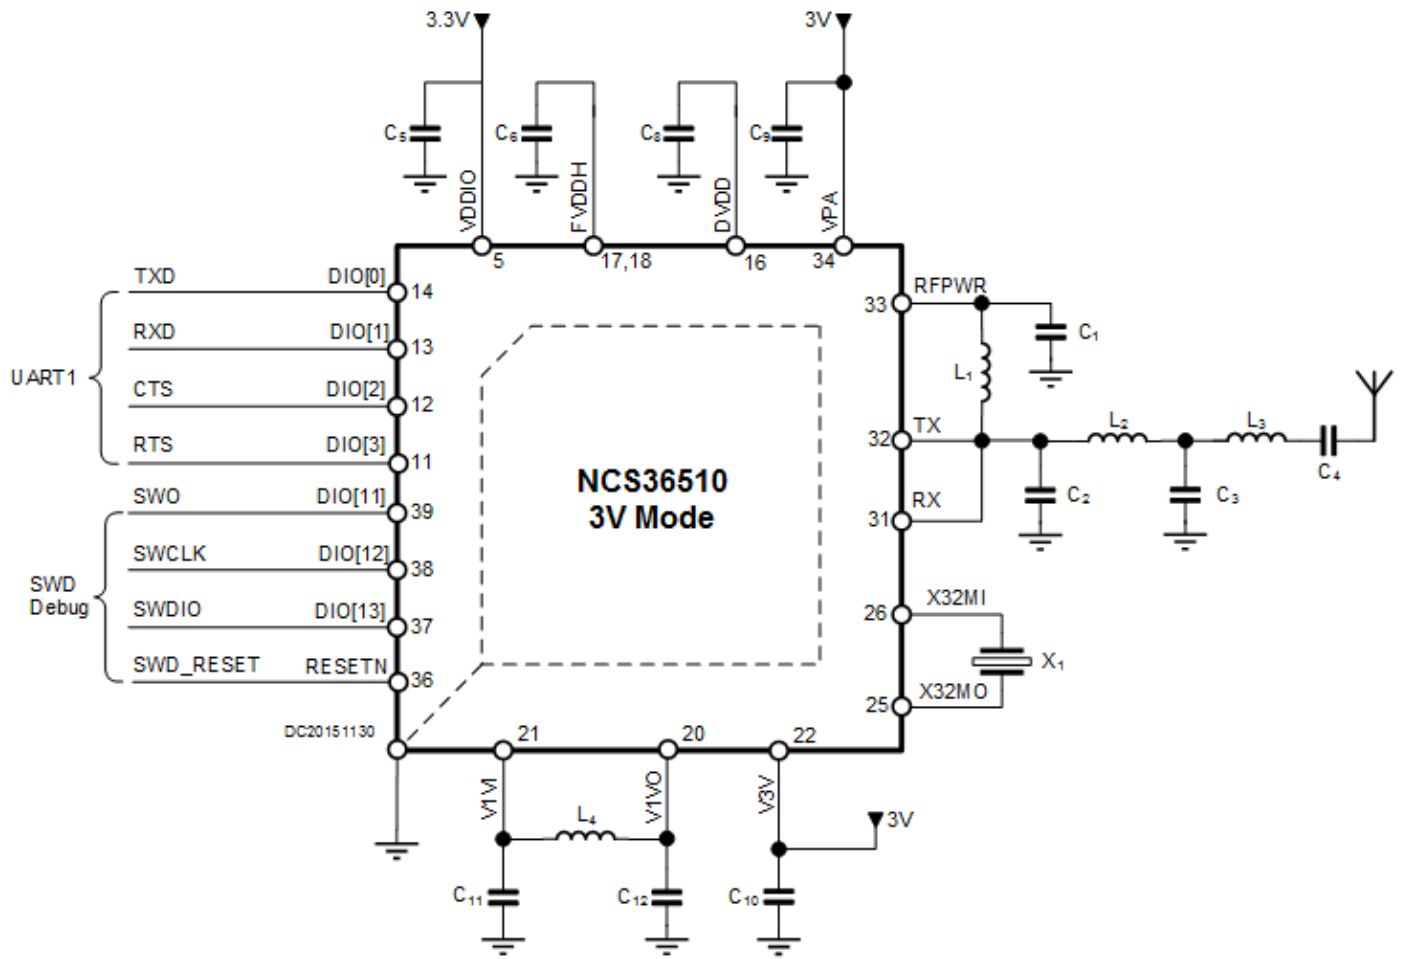 3.3V
3V
C5
C6
C8
C9
VDDIO
FVDDH
DVDD
VPA
5
17,18
16
34
TXD DIO[0] 14
RXD DIO[1] 13
UART1
CTS DIO[2] 12
RTS DIO[3] 11
SWO DIO[11] 39
SWCLK DIO[12] 38
SWD
Debug
SWDIO DIO[13] 37
SWD_RESET RESETN 36
DC20151130
NCS36510
3V Mode
33 RFPWR
C1
L1
32 TX
L2
L3
C4
31 RX
C2
C3
26 X32MI
X1
25 X32MO
21
20
22
V1VI
V1VO
V3V
L4
3V
C11
C12
C10